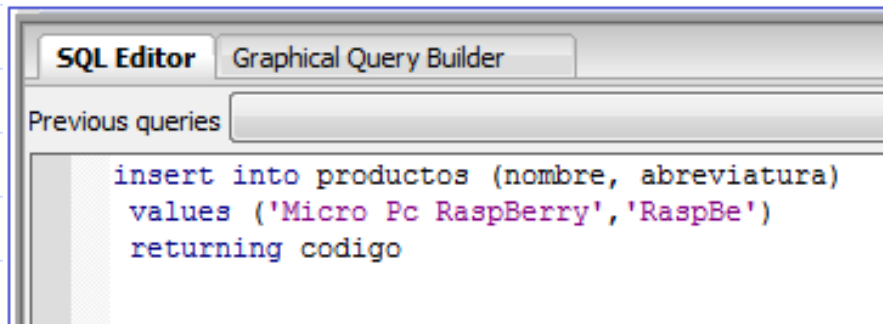 SQL Editor Graphical Query Builder
Previous queries
insert into productos (nombre, abreviatura)
values ('Micro Pc RaspBerry','RaspBe')
returning codigo